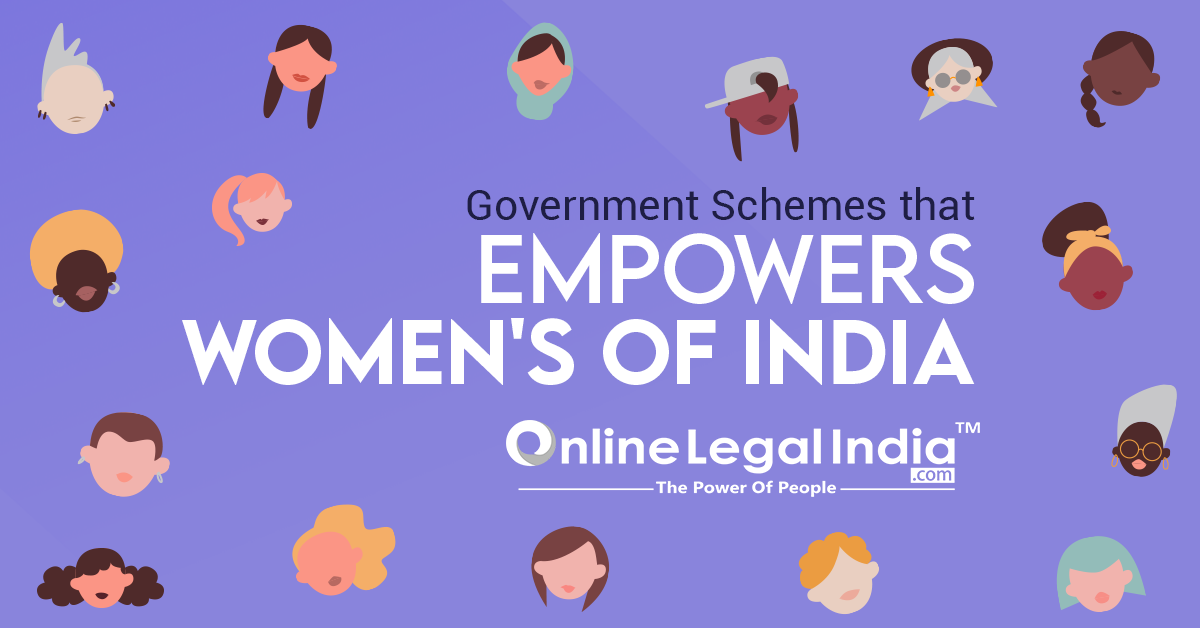 Government Schemes that
EMPOWERS
WOMEN'S OF INDIA
OnlineLegalIndia™
.com
The Power Of People